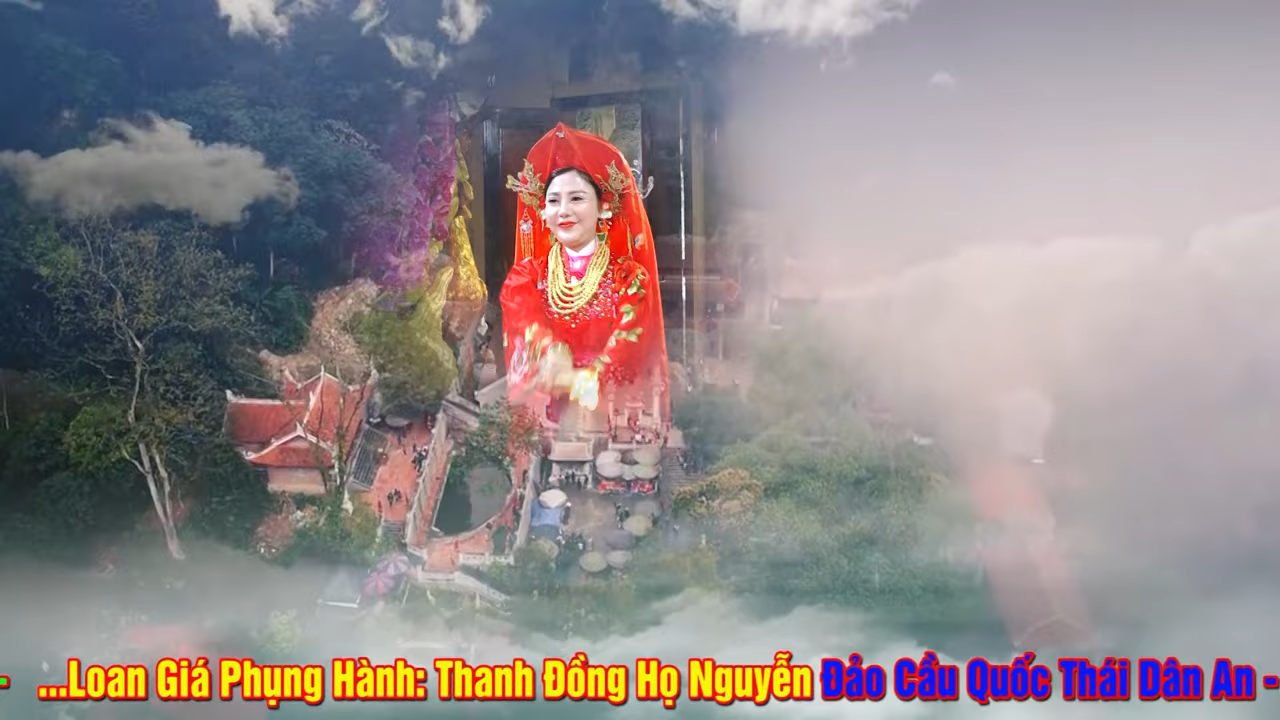 - ...Loan Giá Phụng Hành: Thanh Đồng Họ Nguyễn Đảo Cầu Quốc Thái Dân An -